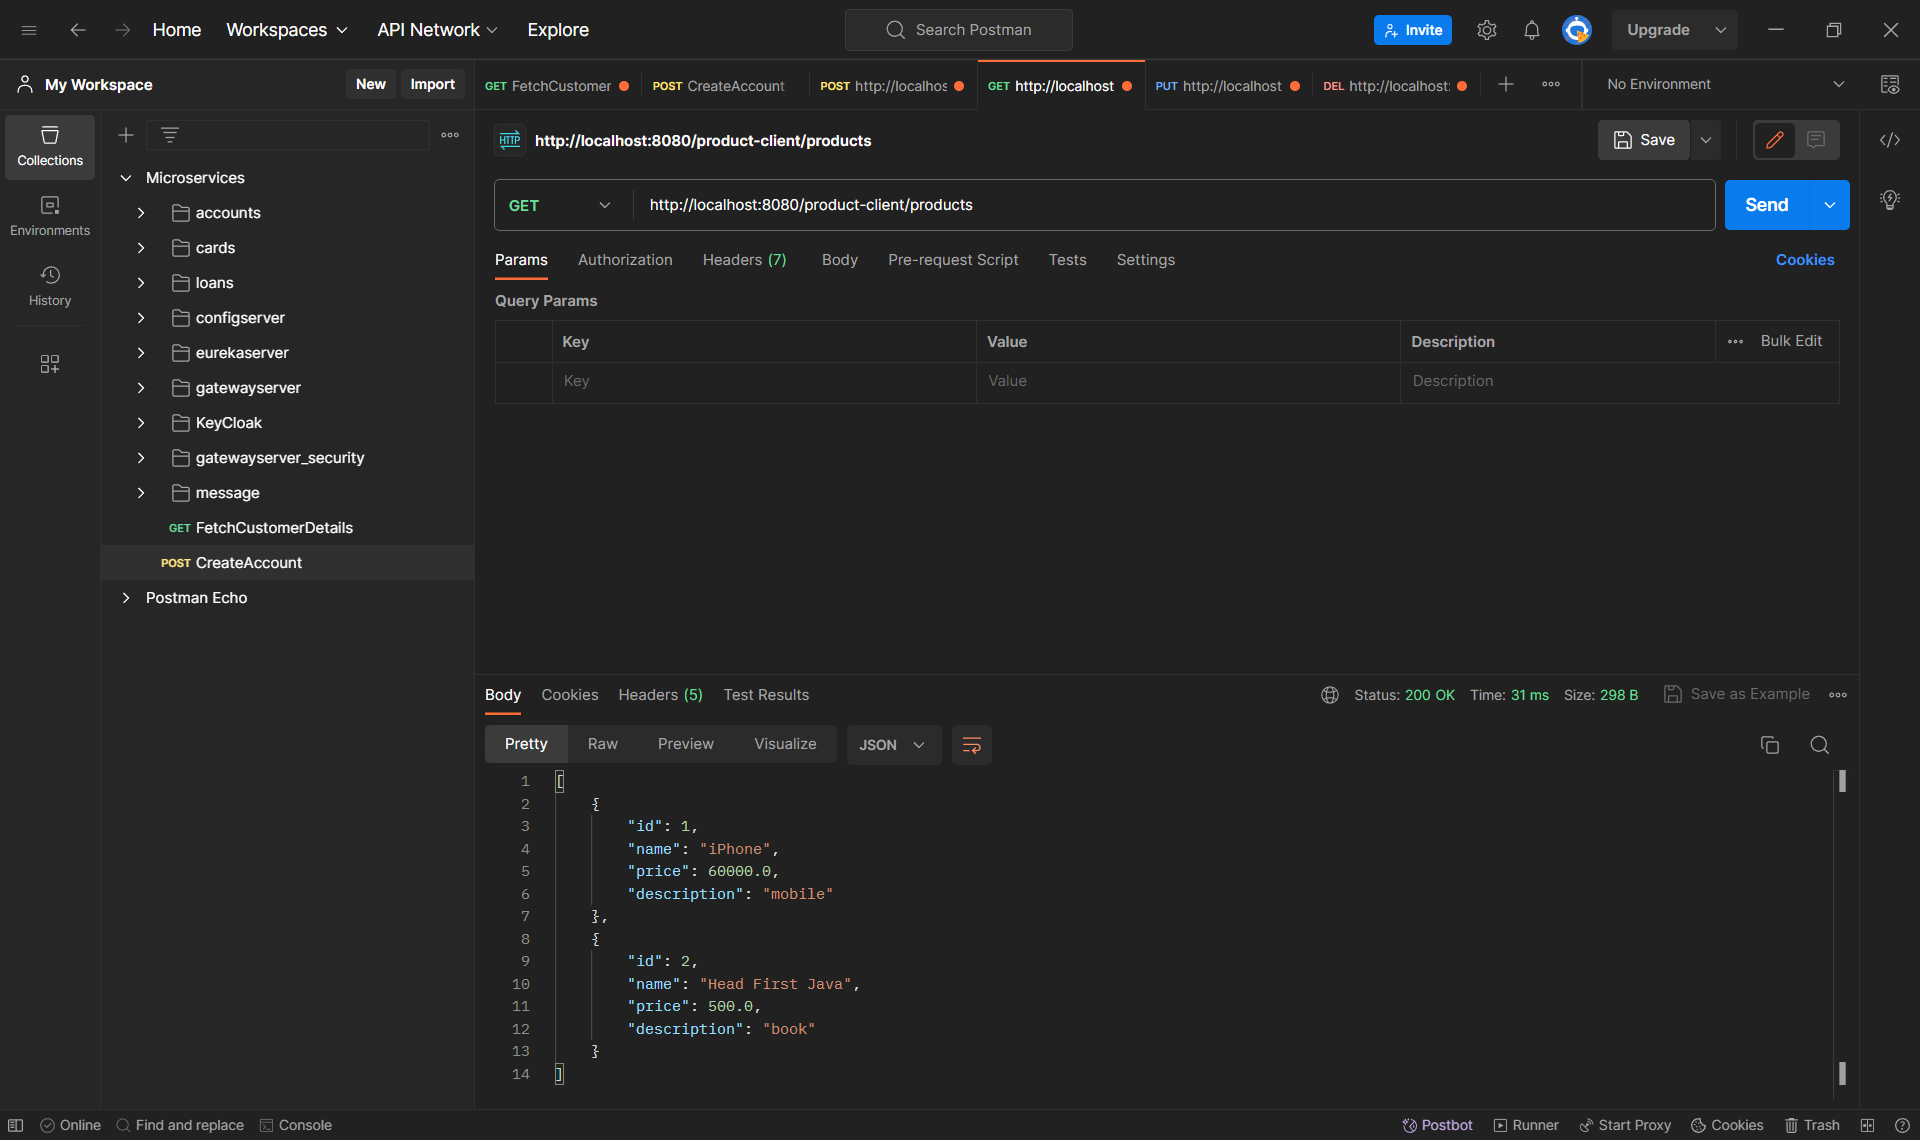 Home Workspaces API Network Explore Search Postman Invite Upgrade
My Workspace New Import
GET FetchCustomer POST CreateAccount POST http://localhos GET http://localhost PUT http://localhost DEL http://localhost: No Environment
Collections
Environments
History
Microservices
accounts
cards
loans
configserver
eurekaserver
gatewayserver
KeyCloak
gatewayserver_security
message
GET FetchCustomerDetails
POST CreateAccount
Postman Echo
HTTP http://localhost:8080/product-client/products Save
GET http://localhost:8080/product-client/products Send
Params Authorization Headers (7) Body Pre-request Script Tests Settings Cookies
Query Params
Key Value Description Bulk Edit
Key Value Description
Body Cookies Headers (5) Test Results Status: 200 OK Time: 31 ms Size: 298 B Save as Example
Pretty Raw Preview Visualize JSON
1 [
2 {
3 "id": 1,
4 "name": "iPhone",
5 "price": 60000.0,
6 "description": "mobile"
7 },
8 {
9 "id": 2,
10 "name": "Head First Java",
11 "price": 500.0,
12 "description": "book"
13 }
14 ]
Online Find and replace Console Postbot Runner Start Proxy Cookies Trash